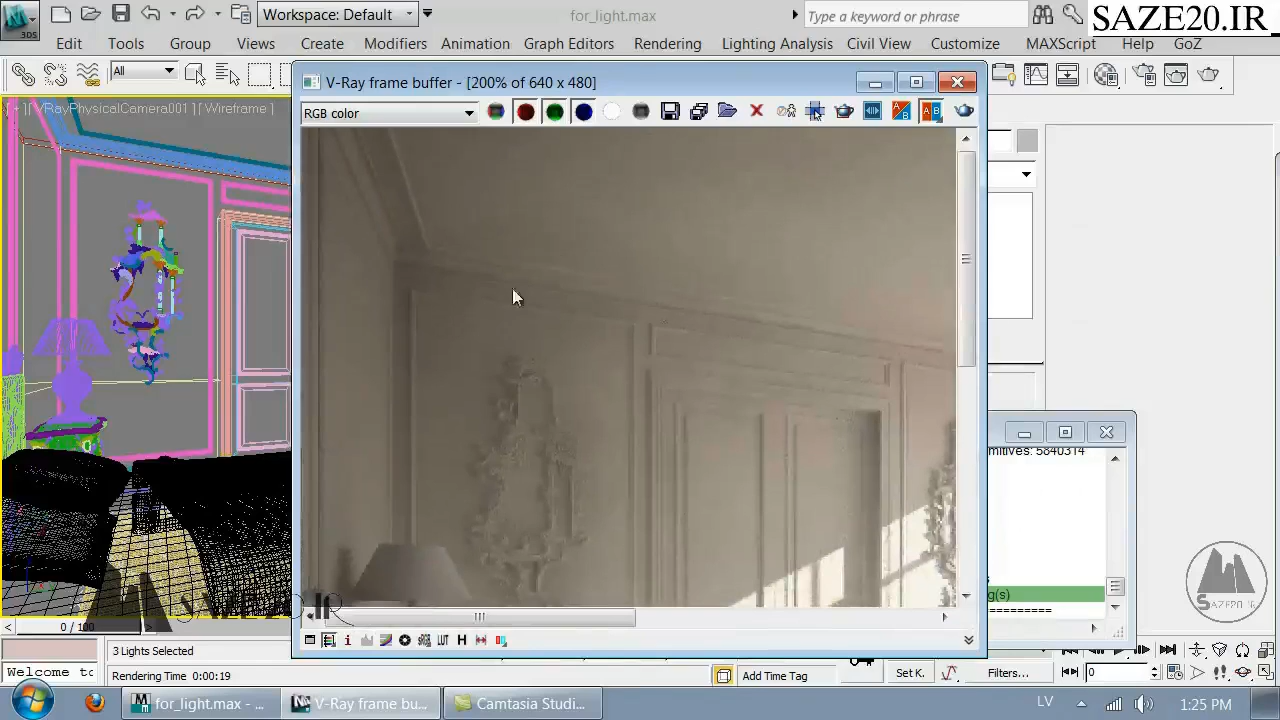 3DS
Workspace: Default
for_light.max
Type a keyword or phrase
SAZE20.IR
Edit Tools Group Views Create Modifiers Animation Graph Editors Rendering Lighting Analysis Civil View Customize MAXScript Help GoZ
All
V-Ray frame buffer - [200% of 640 x 480]
[ + ] [ VRayPhysicalCamera001 ] [ Wireframe ]
RGB color
mitives: 5840314
g(s)
==========
SAZE20.IR
0 / 100
3 Lights Selected
Welcome to
Rendering Time 0:00:19
Add Time Tag
Set K.
Filters...
0
for_light.max - ...
V-Ray frame bu...
Camtasia Studi...
LV
1:25 PM